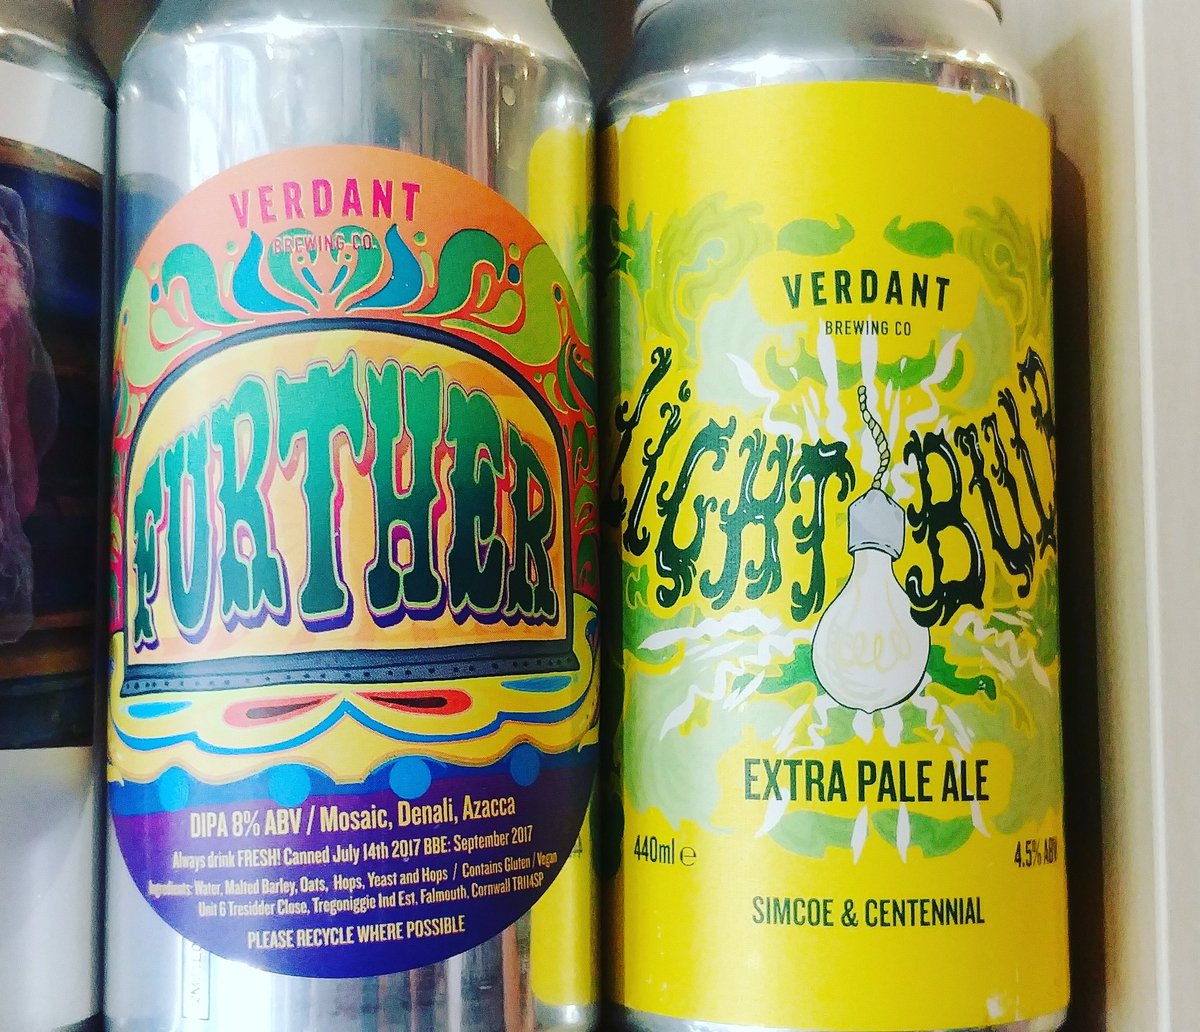 VERDANT
BREWING CO
FURTHER
DIPA 8% ABV / Mosaic, Denali, Azacca
Always drink FRESH! Canned July 14th 2017 BBE: September 2017
Ingredients: Water, Malted Barley, Oats, Hops, Yeast and Hops / Contains Gluten / Vegan
Unit 6 Tresidder Close, Tregoniggie Ind Est, Falmouth, Cornwall TR114SP
PLEASE RECYCLE WHERE POSSIBLE
VERDANT
BREWING CO
LIGHT BULB
EXTRA PALE ALE
440ml ℮
4.5% ABV
SIMCOE & CENTENNIAL